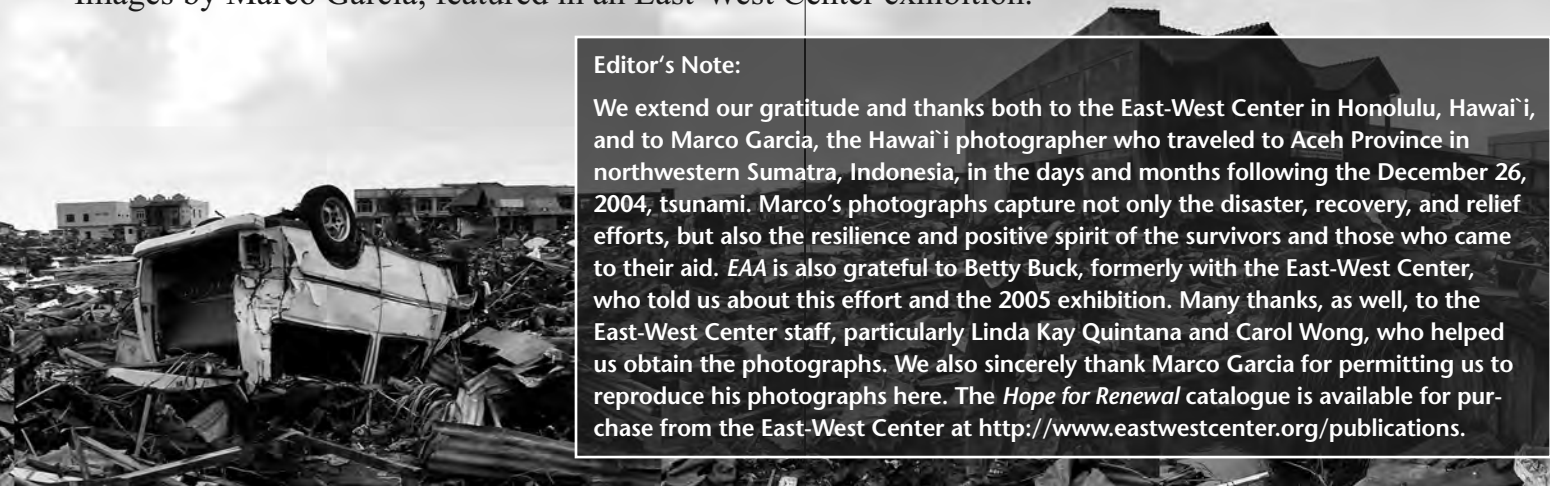 Images by Marco Garcia, featured in an East-West Center exhibition.
Editor‘s Note:
We extend our gratitude and thanks both to the East-West Center in Honolulu, Hawai`i,
and to Marco Garcia, the Hawai`i photographer who traveled to Aceh Province in
northwestern Sumatra, Indonesia, in the days and months following the December 26,
2004, tsunami. Marco’s photographs capture not only the disaster, recovery, and relief
efforts, but also the resilience and positive spirit of the survivors and those who came
to their aid. EAA is also grateful to Betty Buck, formerly with the East-West Center,
who told us about this effort and the 2005 exhibition. Many thanks, as well, to the
East-West Center staff, particularly Linda Kay Quintana and Carol Wong, who helped
us obtain the photographs. We also sincerely thank Marco Garcia for permitting us to
reproduce his photographs here. The Hope for Renewal catalogue is available for pur-
chase from the East-West Center at http://www.eastwestcenter.org/publications.